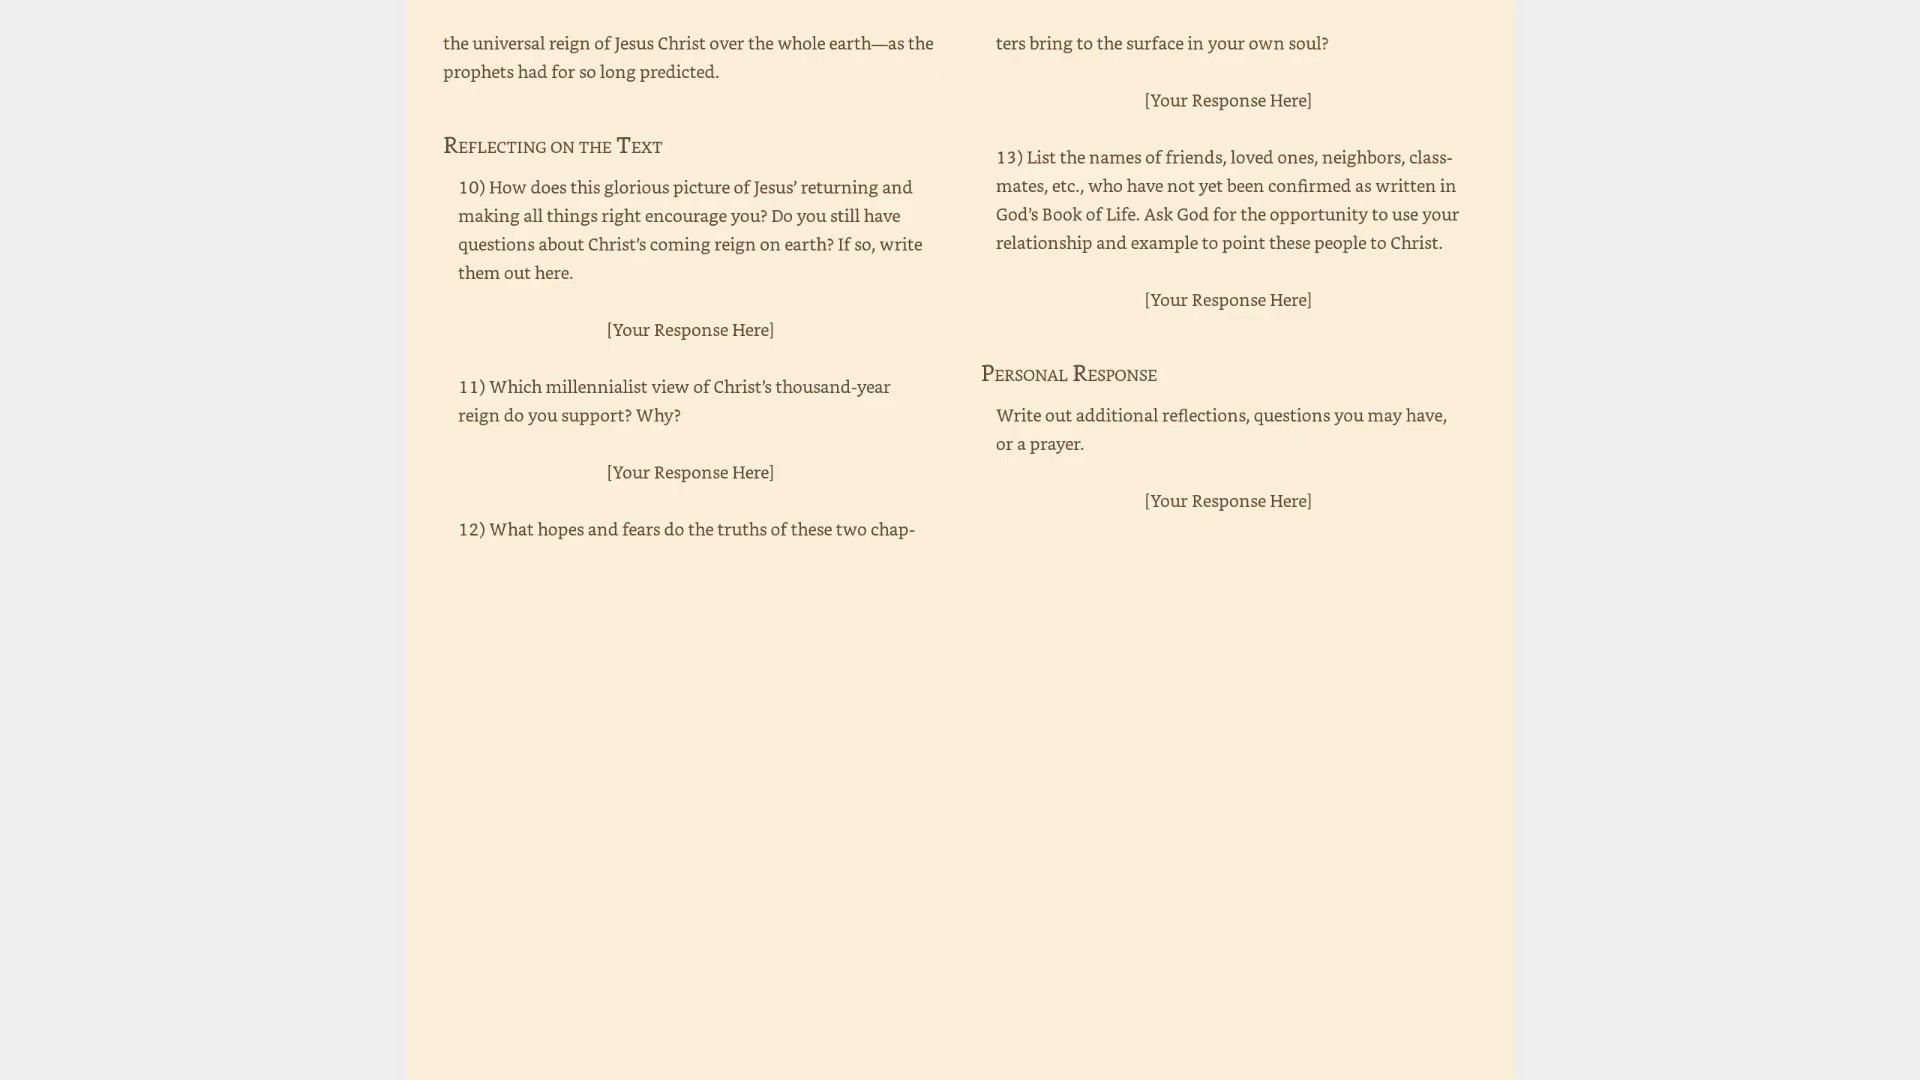 the universal reign of Jesus Christ over the whole earth—as the
prophets had for so long predicted.
Reflecting on the Text
10) How does this glorious picture of Jesus’ returning and
making all things right encourage you? Do you still have
questions about Christ’s coming reign on earth? If so, write
them out here.
[Your Response Here]
11) Which millennialist view of Christ’s thousand-year
reign do you support? Why?
[Your Response Here]
12) What hopes and fears do the truths of these two chap-
ters bring to the surface in your own soul?
[Your Response Here]
13) List the names of friends, loved ones, neighbors, class-
mates, etc., who have not yet been confirmed as written in
God’s Book of Life. Ask God for the opportunity to use your
relationship and example to point these people to Christ.
[Your Response Here]
Personal Response
Write out additional reflections, questions you may have,
or a prayer.
[Your Response Here]